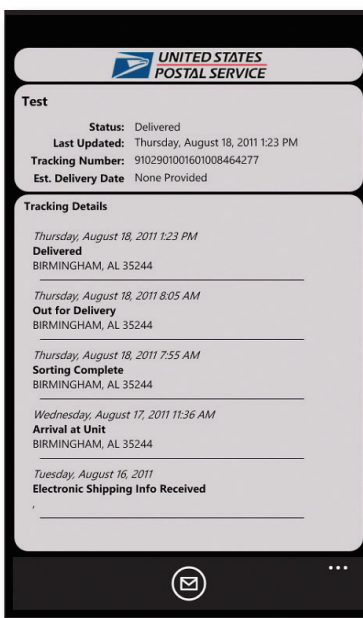 UNITED STATES
POSTAL SERVICE
Test
Status: Delivered
Last Updated: Thursday, August 18, 2011 1:23 PM
Tracking Number: 9102901001601008464277
Est. Delivery Date None Provided
Tracking Details
Thursday, August 18, 2011 1:23 PM
Delivered
BIRMINGHAM, AL 35244
Thursday, August 18, 2011 8:05 AM
Out for Delivery
BIRMINGHAM, AL 35244
Thursday, August 18, 2011 7:55 AM
Sorting Complete
BIRMINGHAM, AL 35244
Wednesday, August 17, 2011 11:36 AM
Arrival at Unit
BIRMINGHAM, AL 35244
Tuesday, August 16, 2011
Electronic Shipping Info Received
,